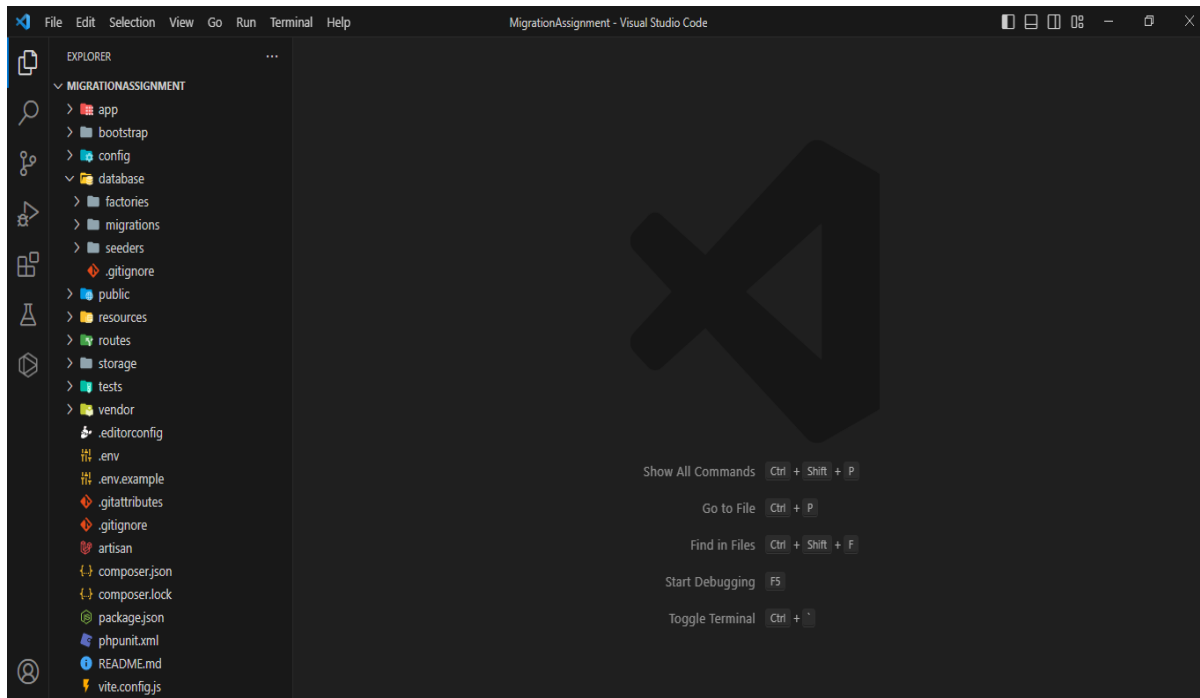 File Edit Selection View Go Run Terminal Help MigrationAssignment - Visual Studio Code
EXPLORER ...
MIGRATIONASSIGNMENT
app
bootstrap
config
database
factories
migrations
seeders
.gitignore
public
resources
routes
storage
tests
vendor
.editorconfig
.env
.env.example
.gitattributes
.gitignore
artisan
composer.json
composer.lock
package.json
phpunit.xml
README.md
vite.config.js
Show All Commands Ctrl + Shift + P
Go to File Ctrl + P
Find in Files Ctrl + Shift + F
Start Debugging F5
Toggle Terminal Ctrl + `